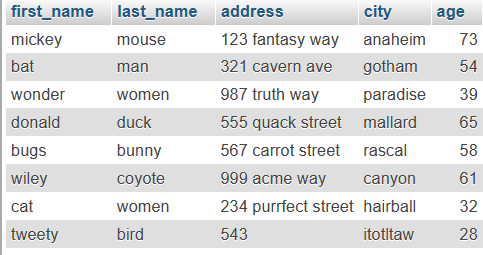 first_name last_name address city age
mickey mouse 123 fantasy way anaheim 73
bat man 321 cavern ave gotham 54
wonder women 987 truth way paradise 39
donald duck 555 quack street mallard 65
bugs bunny 567 carrot street rascal 58
wiley coyote 999 acme way canyon 61
cat women 234 purrfect street hairball 32
tweety bird 543 itotltaw 28